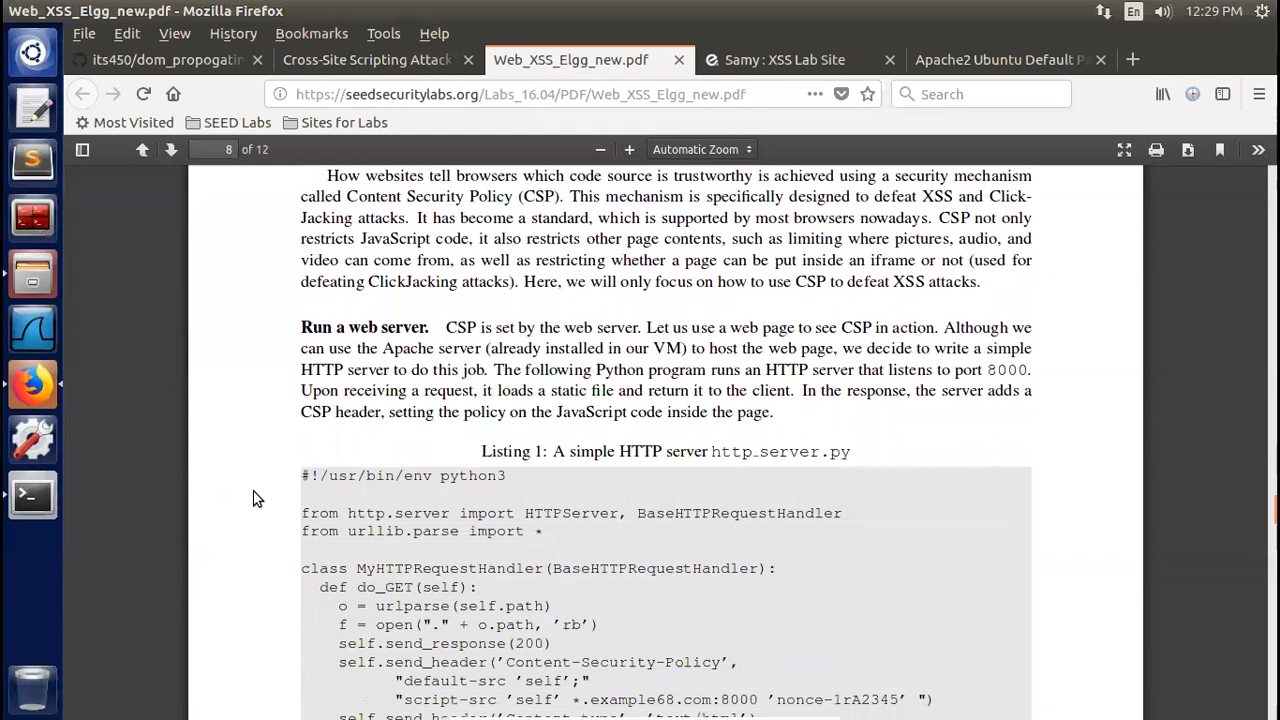 Web_XSS_Elgg_new.pdf - Mozilla Firefox
En
12:29 PM
File Edit View History Bookmarks Tools Help
its450/dom_propogatin
Cross-Site Scripting Attack
Web_XSS_Elgg_new.pdf
Samy : XSS Lab Site
Apache2 Ubuntu Default P
https://seedsecuritylabs.org/Labs_16.04/PDF/Web_XSS_Elgg_new.pdf
Search
Most Visited SEED Labs Sites for Labs
8 of 12
Automatic Zoom
How websites tell browsers which code source is trustworthy is achieved using a security mechanism
called Content Security Policy (CSP). This mechanism is specifically designed to defeat XSS and Click-
Jacking attacks. It has become a standard, which is supported by most browsers nowadays. CSP not only
restricts JavaScript code, it also restricts other page contents, such as limiting where pictures, audio, and
video can come from, as well as restricting whether a page can be put inside an iframe or not (used for
defeating ClickJacking attacks). Here, we will only focus on how to use CSP to defeat XSS attacks.
Run a web server. CSP is set by the web server. Let us use a web page to see CSP in action. Although we
can use the Apache server (already installed in our VM) to host the web page, we decide to write a simple
HTTP server to do this job. The following Python program runs an HTTP server that listens to port 8000.
Upon receiving a request, it loads a static file and return it to the client. In the response, the server adds a
CSP header, setting the policy on the JavaScript code inside the page.
Listing 1: A simple HTTP server http_server.py
#!/usr/bin/env python3
from http.server import HTTPServer, BaseHTTPRequestHandler
from urllib.parse import *
class MyHTTPRequestHandler(BaseHTTPRequestHandler):
def do_GET(self):
o = urlparse(self.path)
f = open("." + o.path, 'rb')
self.send_response(200)
self.send_header('Content-Security-Policy',
"default-src 'self';"
"script-src 'self' *.example68.com:8000 'nonce-1rA2345' ")
self.send_header('Content-type', 'text/html')